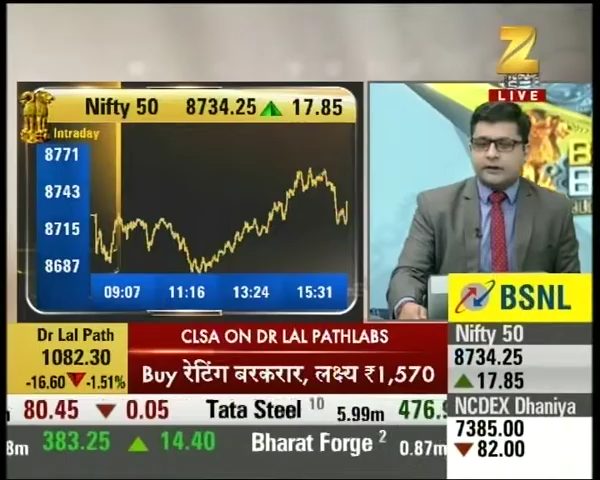 Z
LIVE
Nifty 50 8734.25 17.85
Intraday
8771
8743
8715
8687
09:07 11:16 13:24 15:31
BSNL
Dr Lal Path
1082.30
-16.60 -1.51%
CLSA ON DR LAL PATHLABS
Buy रेटिंग बरकरार, लक्ष्य ₹1,570
Nifty 50
8734.25
17.85
80.45 0.05 Tata Steel 10 5.99m 476.9
NCDEX Dhaniya
7385.00
82.00
8m 383.25 14.40 Bharat Forge 2 0.87m